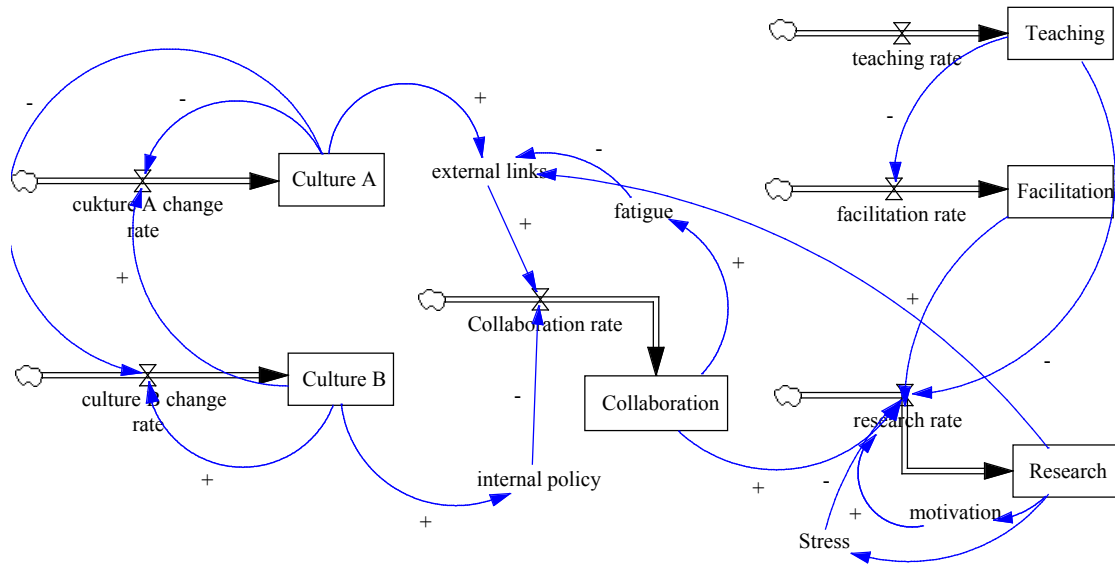 Teaching
teaching rate
-
-
+
-
external links
-
Culture A
Facilitation
cukture A change
rate
fatigue
facilitation rate
+
+
+
+
Collaboration rate
-
Culture B
culture B change
rate
-
Collaboration
research rate
Research
internal policy
+
+
-
+
+
motivation
Stress